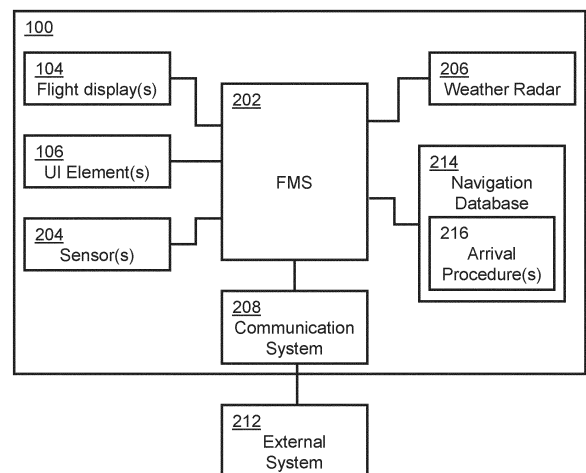 100
104
Flight display(s)
106
UI Element(s)
204
Sensor(s)
202
FMS
206
Weather Radar
214
Navigation
Database
216
Arrival
Procedure(s)
208
Communication
System
212
External
System